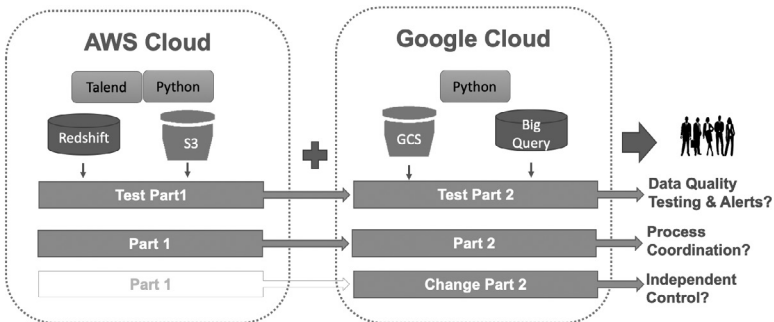 AWS Cloud
Google Cloud
Talend
Python
Python
Redshift
S3
GCS
Big
Query
Test Part1
Test Part 2
Data Quality
Testing & Alerts?
Part 1
Part 2
Process
Coordination?
Part 1
Change Part 2
Independent
Control?